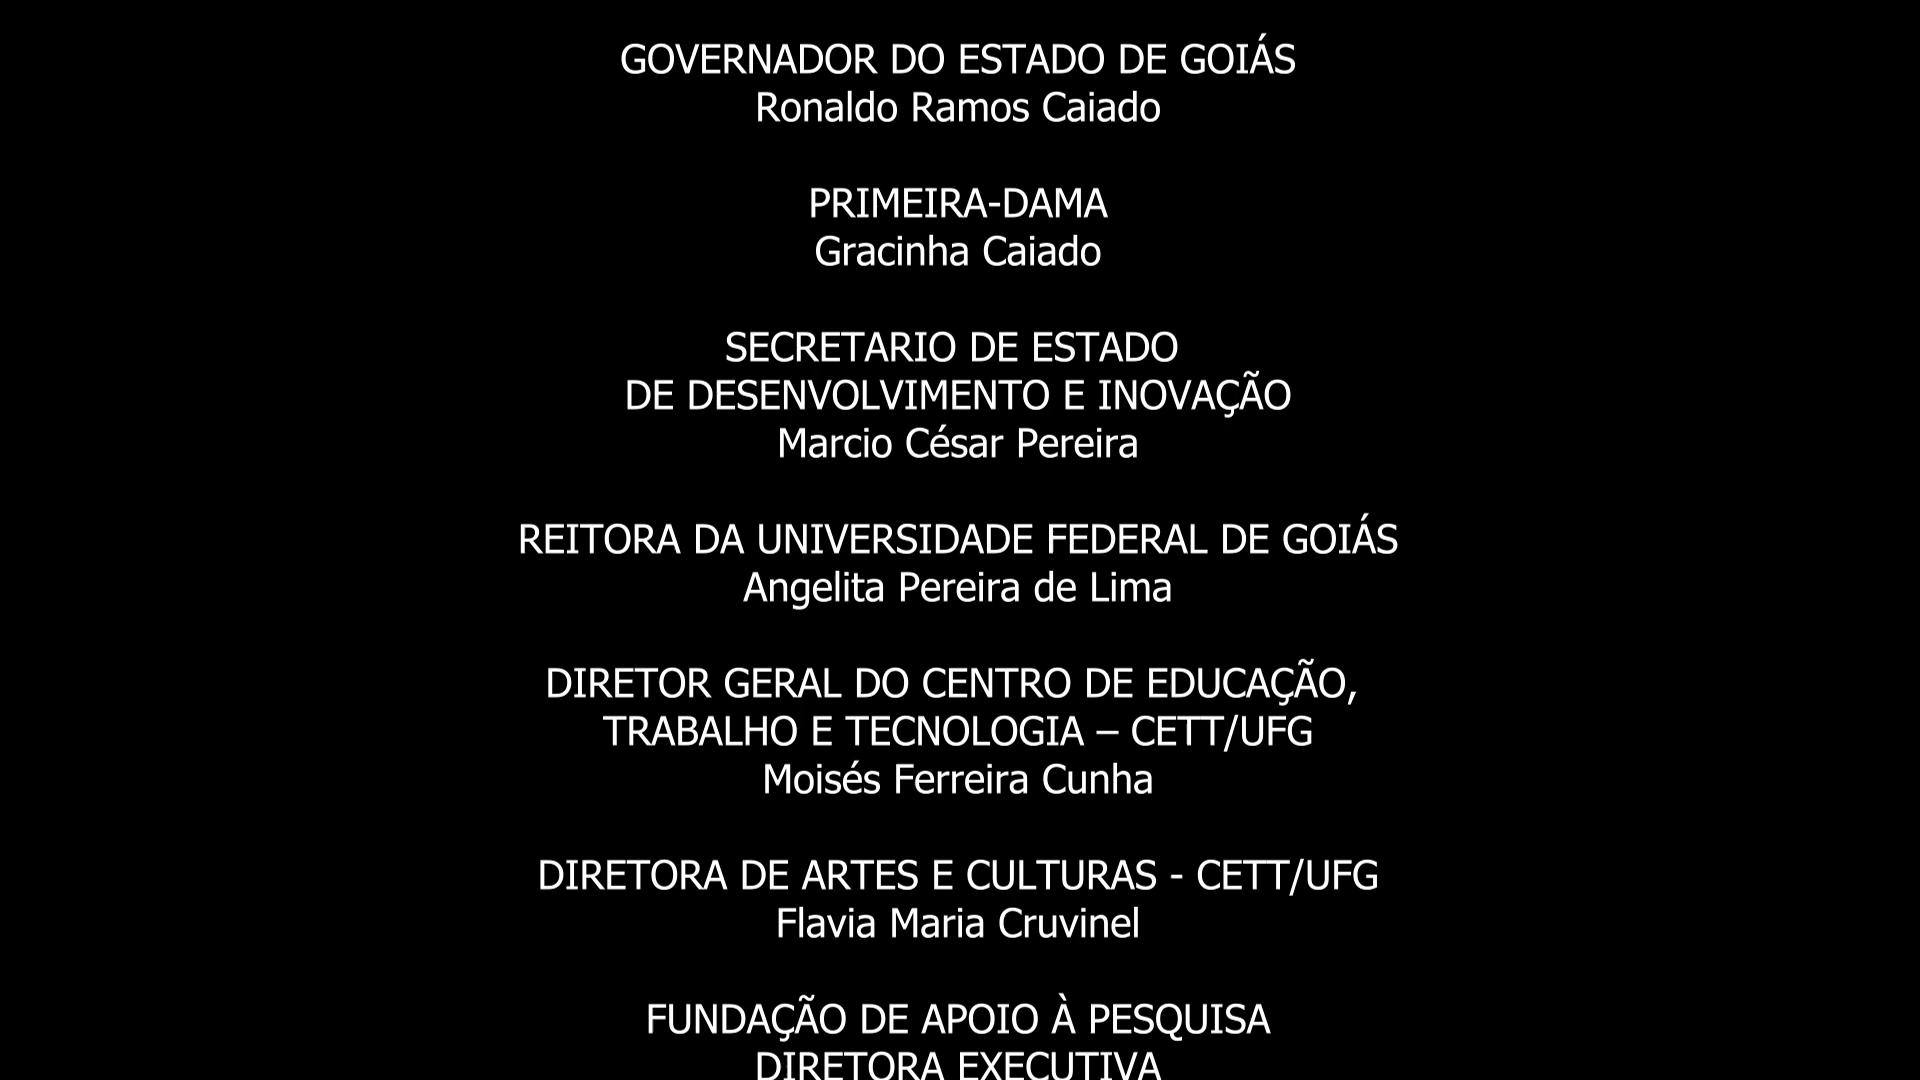 GOVERNADOR DO ESTADO DE GOIÁS
Ronaldo Ramos Caiado
PRIMEIRA-DAMA
Gracinha Caiado
SECRETARIO DE ESTADO
DE DESENVOLVIMENTO E INOVAÇÃO
Marcio César Pereira
REITORA DA UNIVERSIDADE FEDERAL DE GOIÁS
Angelita Pereira de Lima
DIRETOR GERAL DO CENTRO DE EDUCAÇÃO,
TRABALHO E TECNOLOGIA – CETT/UFG
Moisés Ferreira Cunha
DIRETORA DE ARTES E CULTURAS - CETT/UFG
Flavia Maria Cruvinel
FUNDAÇÃO DE APOIO À PESQUISA
DIRETORA EXECUTIVA